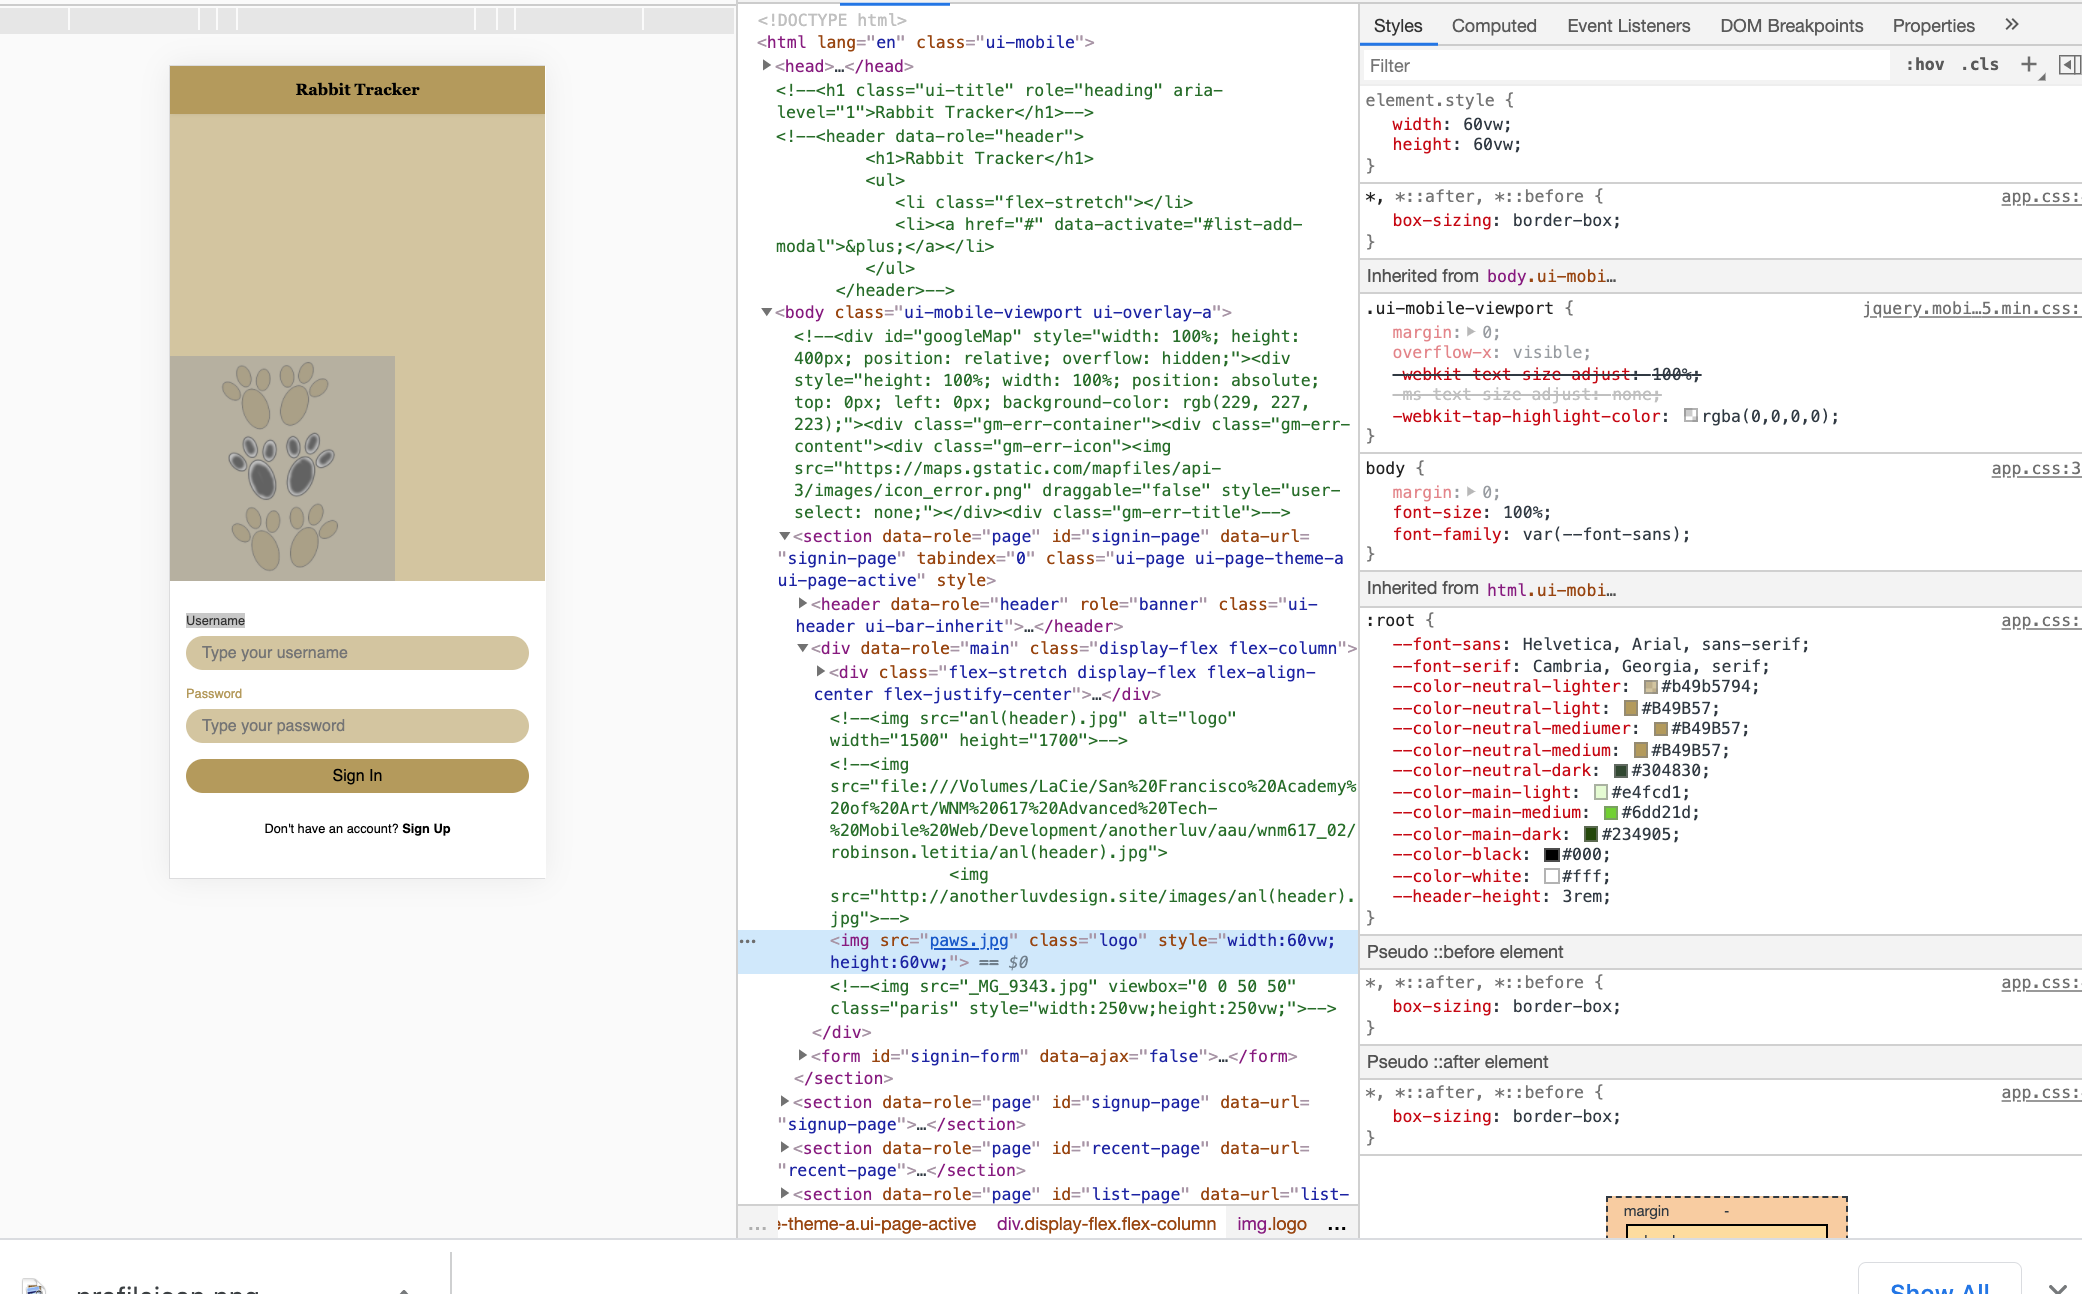 Rabbit Tracker
Username
Type your username
Password
Type your password
Sign In
Don't have an account? Sign Up
<!DOCTYPE html>
<html lang="en" class="ui-mobile">
<head>…</head>
<!--<h1 class="ui-title" role="heading" aria-
level="1">Rabbit Tracker</h1>-->
<!--<header data-role="header">
<h1>Rabbit Tracker</h1>
<ul>
<li class="flex-stretch"></li>
<li><a href="#" data-activate="#list-add-
modal">&plus;</a></li>
</ul>
</header>-->
<body class="ui-mobile-viewport ui-overlay-a">
<!--<div id="googleMap" style="width: 100%; height:
400px; position: relative; overflow: hidden;"><div
style="height: 100%; width: 100%; position: absolute;
top: 0px; left: 0px; background-color: rgb(229, 227,
223);"><div class="gm-err-container"><div class="gm-err-
content"><div class="gm-err-icon"><img
src="https://maps.gstatic.com/mapfiles/api-
3/images/icon_error.png" draggable="false" style="user-
select: none;"></div><div class="gm-err-title">-->
<section data-role="page" id="signin-page" data-url=
"signin-page" tabindex="0" class="ui-page ui-page-theme-a
ui-page-active" style>
<header data-role="header" role="banner" class="ui-
header ui-bar-inherit">…</header>
<div data-role="main" class="display-flex flex-column">
<div class="flex-stretch display-flex flex-align-
center flex-justify-center">…</div>
<!--<img src="anl(header).jpg" alt="logo"
width="1500" height="1700">-->
<!--<img
src="file:///Volumes/LaCie/San%20Francisco%20Academy%
20of%20Art/WNM%20617%20Advanced%20Tech-
%20Mobile%20Web/Development/anotherluv/aau/wnm617_02/
robinson.letitia/anl(header).jpg">
<img
src="http://anotherluvdesign.site/images/anl(header).
jpg">-->
<img src="paws.jpg" class="logo" style="width:60vw;
height:60vw;"> == $0
<!--<img src="_MG_9343.jpg" viewbox="0 0 50 50"
class="paris" style="width:250vw;height:250vw;">-->
</div>
<form id="signin-form" data-ajax="false">…</form>
</section>
<section data-role="page" id="signup-page" data-url=
"signup-page">…</section>
<section data-role="page" id="recent-page" data-url=
"recent-page">…</section>
<section data-role="page" id="list-page" data-url="list-
... e-theme-a.ui-page-active div.display-flex.flex-column img.logo ...
Styles Computed Event Listeners DOM Breakpoints Properties »
Filter :hov .cls +
element.style {
width: 60vw;
height: 60vw;
}
*, *::after, *::before { app.css:
box-sizing: border-box;
}
Inherited from body.ui-mobi…
.ui-mobile-viewport { jquery.mobi…5.min.css:
margin: 0;
overflow-x: visible;
-webkit-text-size-adjust: 100%;
-ms-text-size-adjust: none;
-webkit-tap-highlight-color: rgba(0,0,0,0);
}
body { app.css:3
margin: 0;
font-size: 100%;
font-family: var(--font-sans);
}
Inherited from html.ui-mobi…
:root { app.css:
--font-sans: Helvetica, Arial, sans-serif;
--font-serif: Cambria, Georgia, serif;
--color-neutral-lighter: #b49b5794;
--color-neutral-light: #B49B57;
--color-neutral-mediumer: #B49B57;
--color-neutral-medium: #B49B57;
--color-neutral-dark: #304830;
--color-main-light: #e4fcd1;
--color-main-medium: #6dd21d;
--color-main-dark: #234905;
--color-black: #000;
--color-white: #fff;
--header-height: 3rem;
}
Pseudo ::before element
*, *::after, *::before { app.css:
box-sizing: border-box;
}
Pseudo ::after element
*, *::after, *::before { app.css:
box-sizing: border-box;
}
margin -
Show All